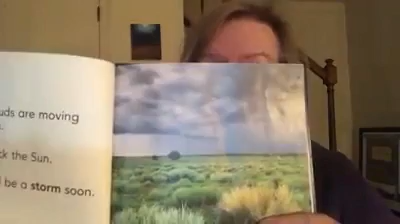 uds are moving
ck the Sun.
be a storm soon.